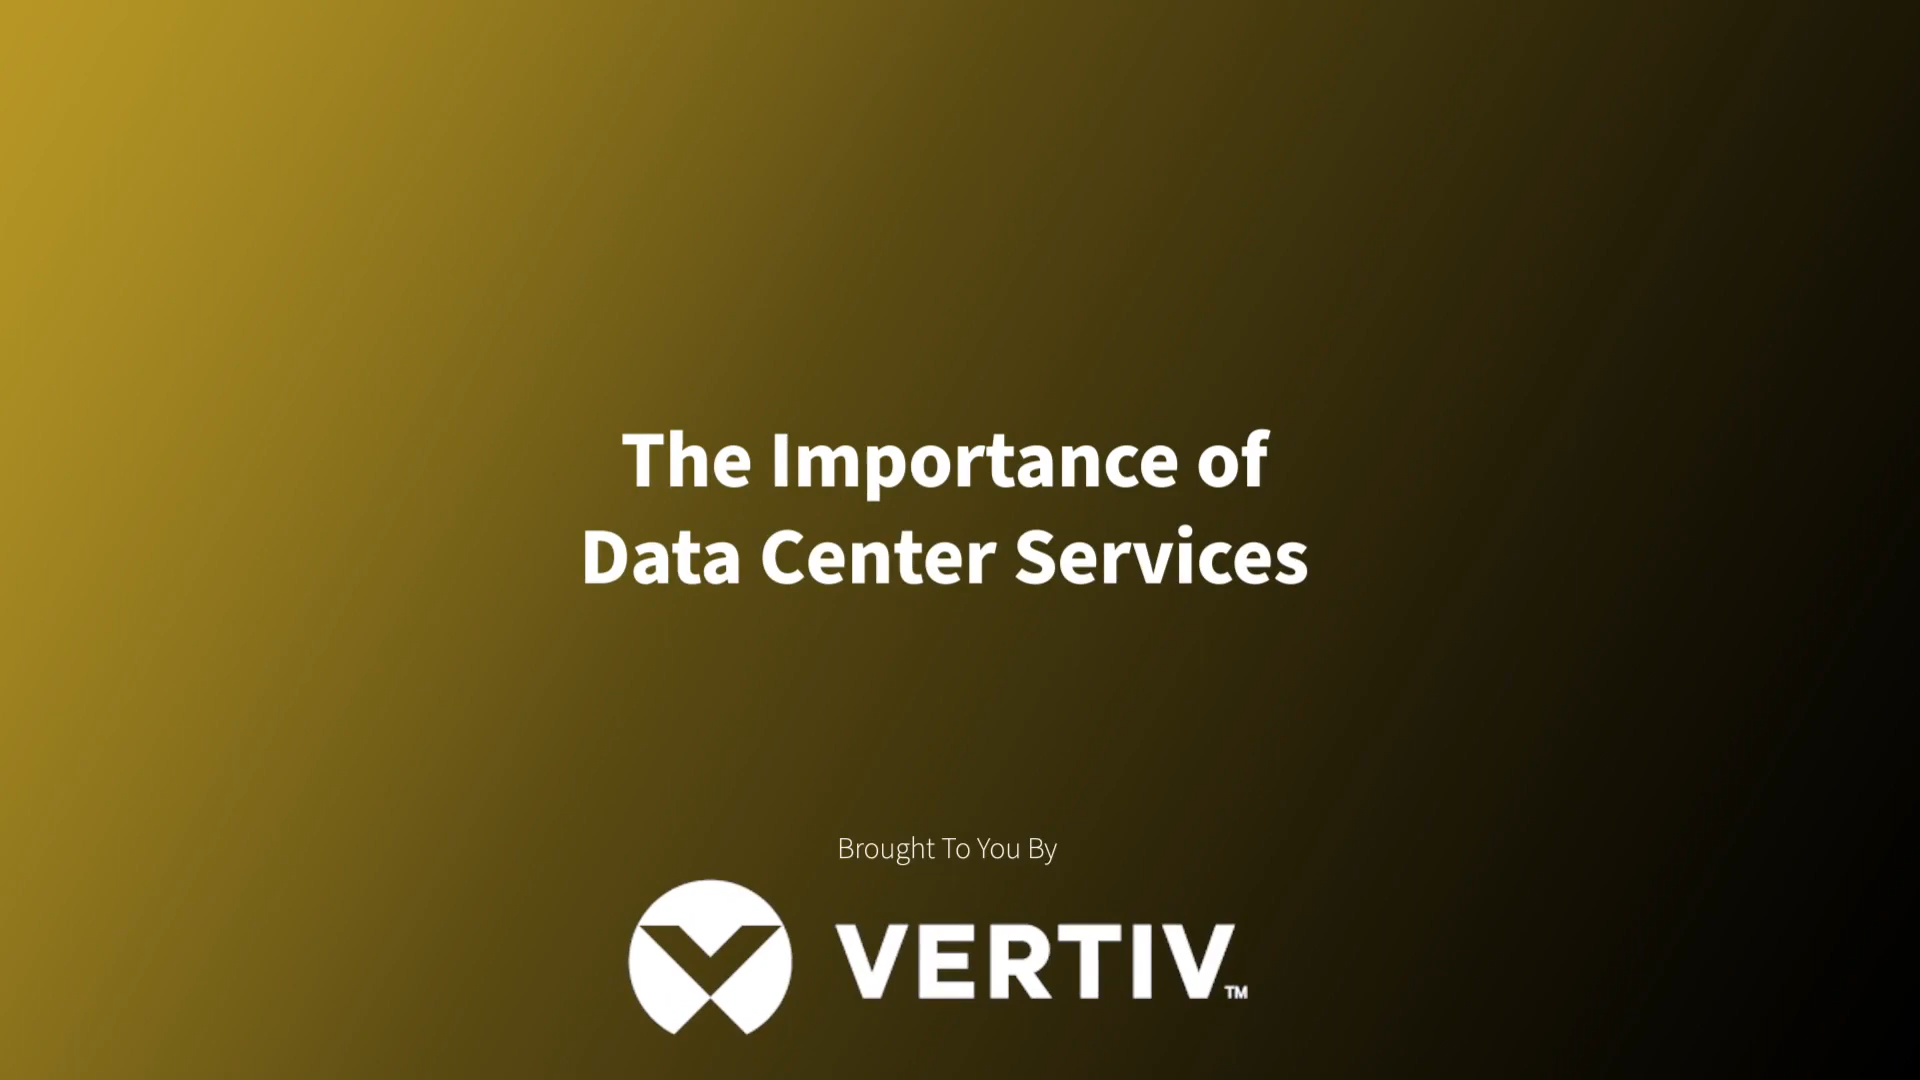 The Importance of
Data Center Services
Brought To You By
VERTIV™